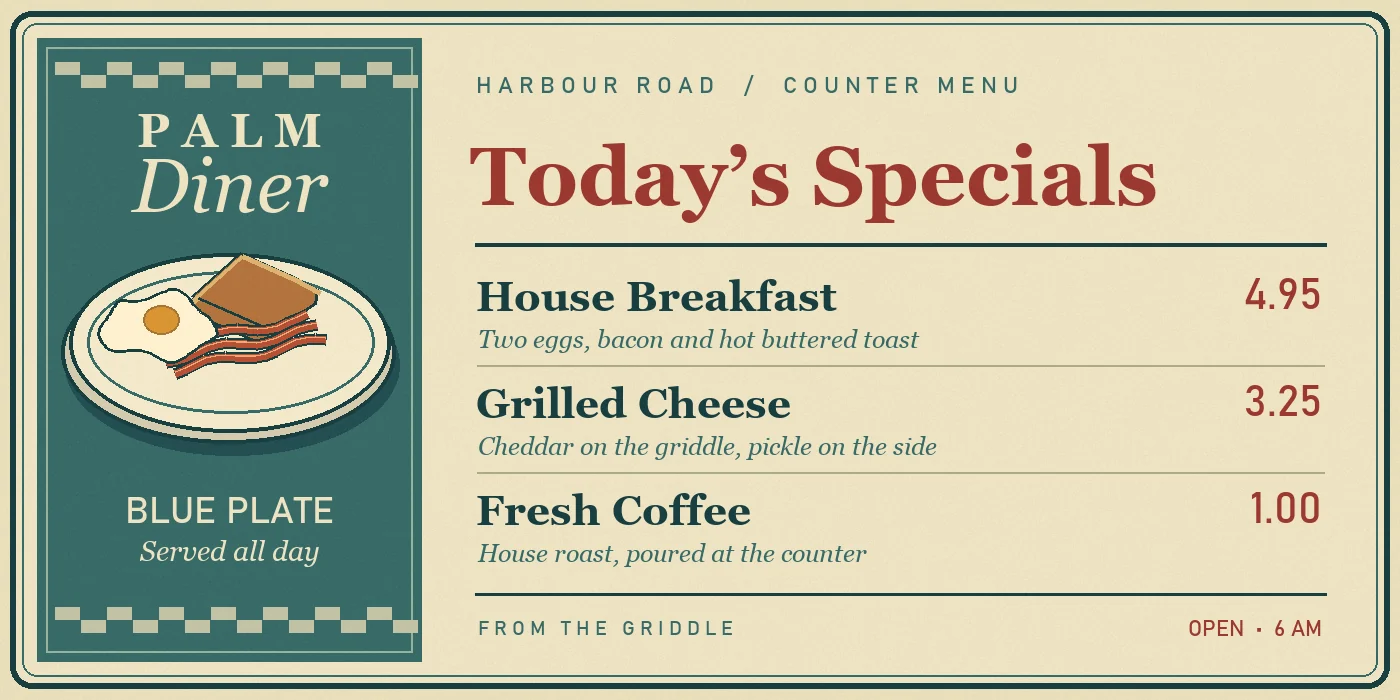 PALM
Diner
BLUE PLATE
Served all day
HARBOUR ROAD / COUNTER MENU
Today’s Specials
House Breakfast 4.95
Two eggs, bacon and hot buttered toast
Grilled Cheese 3.25
Cheddar on the griddle, pickle on the side
Fresh Coffee 1.00
House roast, poured at the counter
FROM THE GRIDDLE OPEN · 6 AM